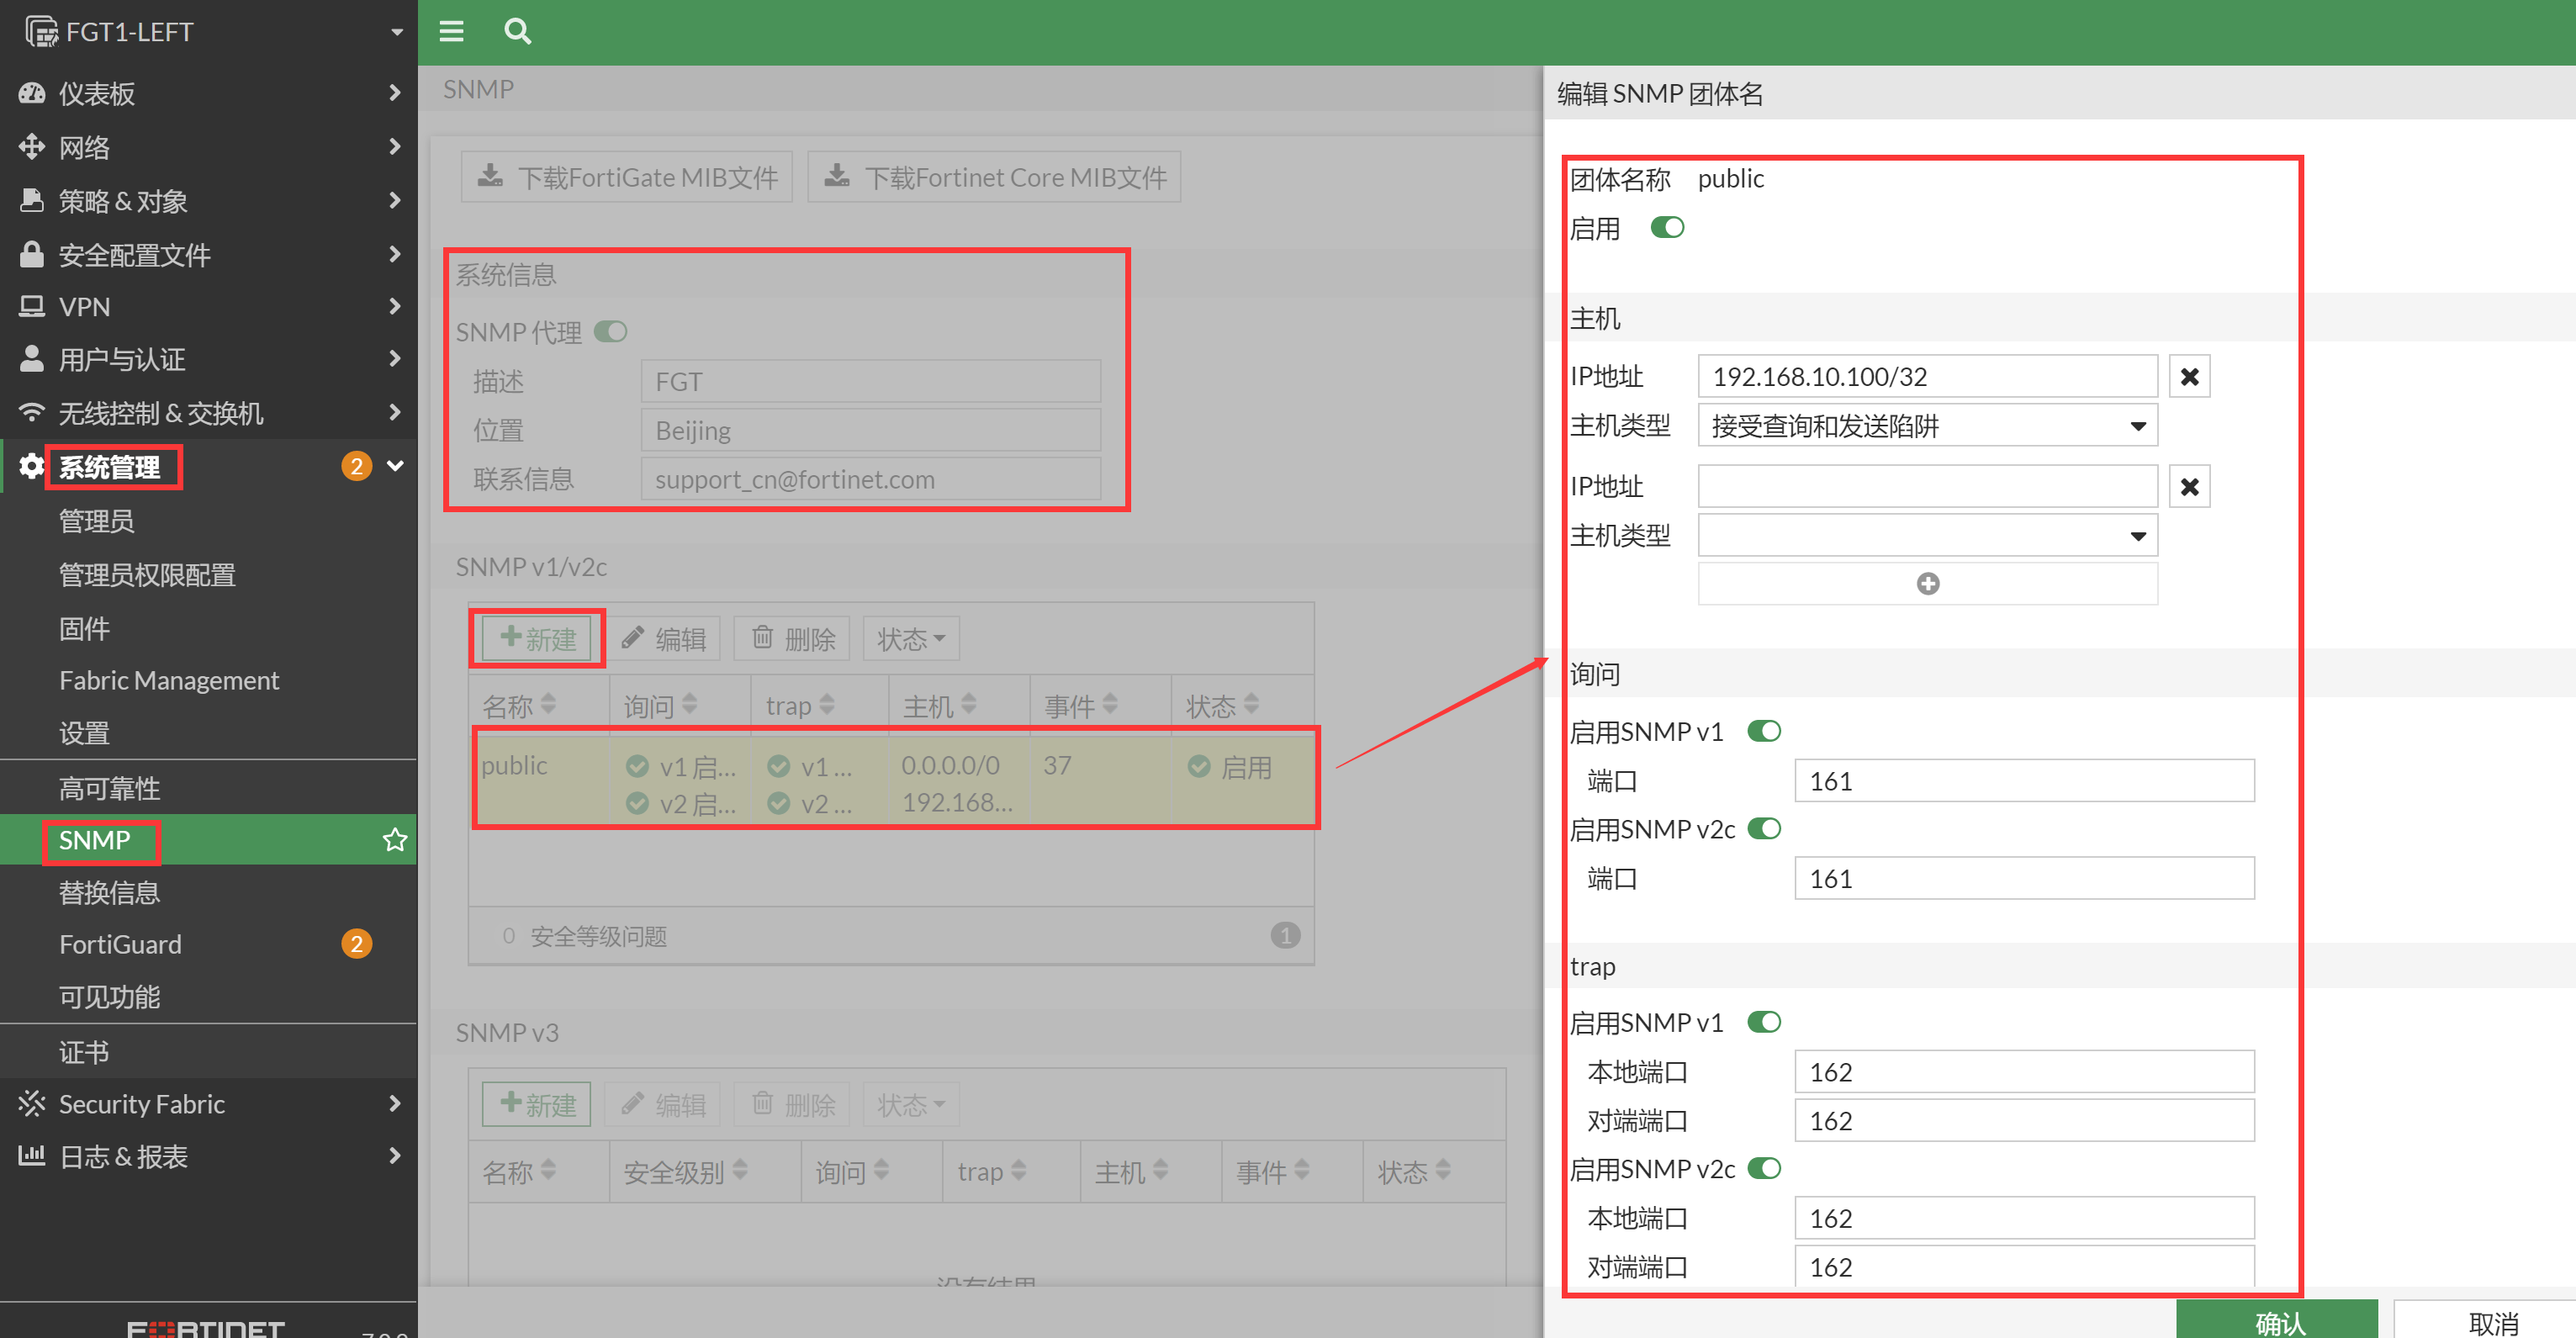 FGT1-LEFT
仪表板
网络
策略 & 对象
安全配置文件
VPN
用户与认证
无线控制 & 交换机
系统管理 2
管理员
管理员权限配置
固件
Fabric Management
设置
高可靠性
SNMP
替换信息
FortiGuard 2
可见功能
证书
Security Fabric
日志 & 报表
FORTINET
SNMP
下载FortiGate MIB文件 下载Fortinet Core MIB文件
系统信息
SNMP 代理
描述 FGT
位置 Beijing
联系信息 support_cn@fortinet.com
SNMP v1/v2c
新建 编辑 删除 状态
名称 询问 trap 主机 事件 状态
public v1 启... v1 ... 0.0.0.0/0 37 启用
v2 启... v2 ... 192.168...
0 安全等级问题 1
SNMP v3
新建 编辑 删除 状态
名称 安全级别 询问 trap 主机 事件 状态
没有结果
编辑 SNMP 团体名
团体名称 public
启用
主机
IP地址 192.168.10.100/32
主机类型 接受查询和发送陷阱
IP地址
主机类型
询问
启用SNMP v1
端口 161
启用SNMP v2c
端口 161
trap
启用SNMP v1
本地端口 162
对端端口 162
启用SNMP v2c
本地端口 162
对端端口 162
确认 取消